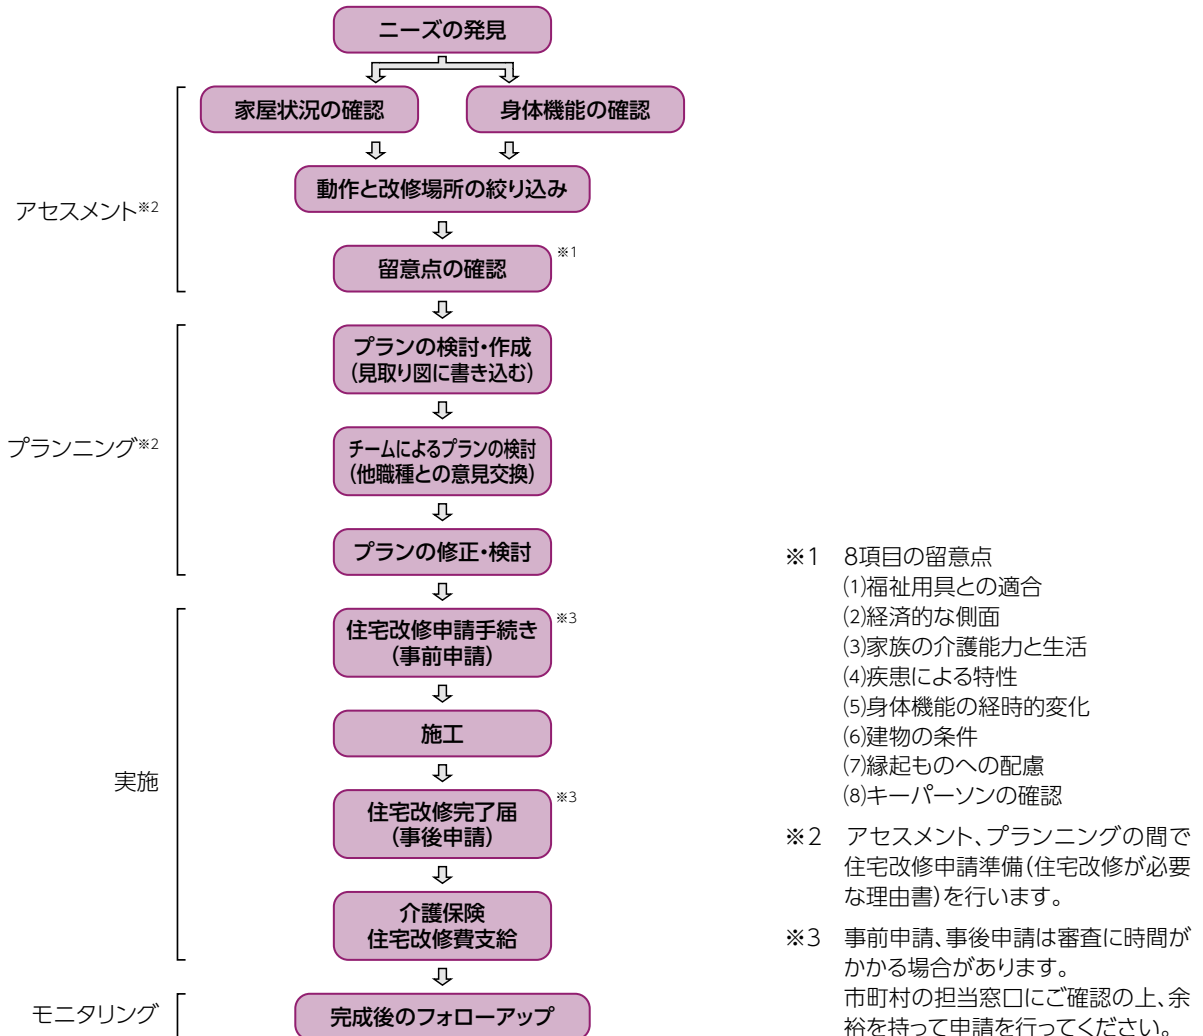 ニーズの発見
家屋状況の確認
身体機能の確認
動作と改修場所の絞り込み
アセスメント※2
留意点の確認
※1
プランの検討・作成
(見取り図に書き込む)
プランニング※2
チームによるプランの検討
(他職種との意見交換)
プランの修正・検討
住宅改修申請手続き
(事前申請)
※3
施工
実施
住宅改修完了届
(事後申請)
※3
介護保険
住宅改修費支給
モニタリング
完成後のフォローアップ
※1 8項目の留意点
⑴福祉用具との適合
⑵経済的な側面
⑶家族の介護能力と生活
⑷疾患による特性
⑸身体機能の経時的変化
⑹建物の条件
⑺縁起ものへの配慮
⑻キーパーソンの確認
※2 アセスメント、プランニングの間で
住宅改修申請準備(住宅改修が必要
な理由書)を行います。
※3 事前申請、事後申請は審査に時間が
かかる場合があります。
市町村の担当窓口にご確認の上、余
裕を持って申請を行ってください。